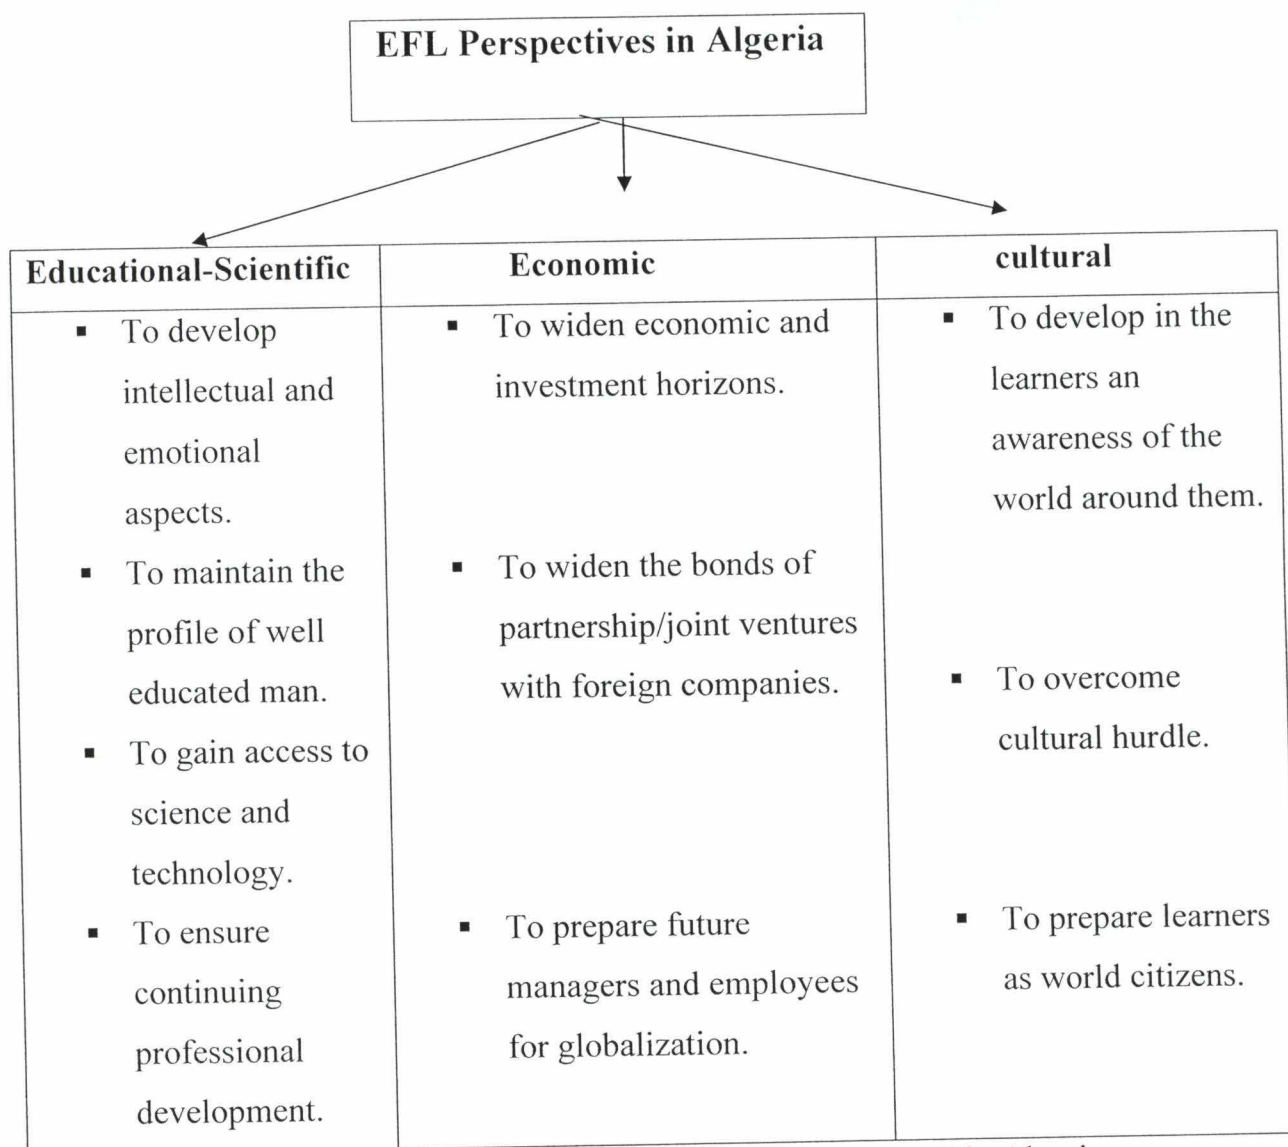 EFL Perspectives in Algeria
Educational-Scientific
▪ To develop
intellectual and
emotional
aspects.
▪ To maintain the
profile of well
educated man.
▪ To gain access to
science and
technology.
▪ To ensure
continuing
professional
development.
Economic
▪ To widen economic and
investment horizons.
▪ To widen the bonds of
partnership/joint ventures
with foreign companies.
▪ To prepare future
managers and employees
for globalization.
cultural
▪ To develop in the
learners an
awareness of the
world around them.
▪ To overcome
cultural hurdle.
▪ To prepare learners
as world citizens.